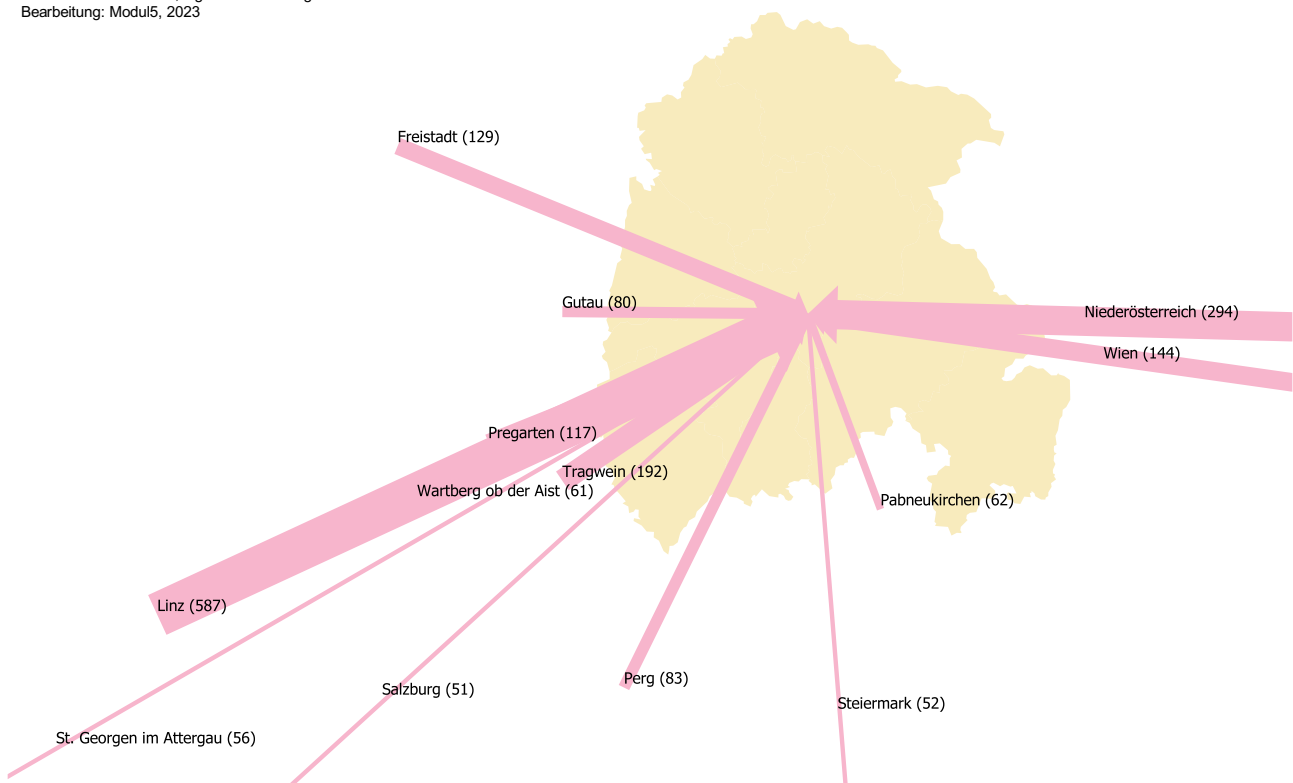 Bearbeitung: Modul5, 2023
Freistadt (129)
Gutau (80)
Niederösterreich (294)
Wien (144)
Pregarten (117)
Tragwein (192)
Wartberg ob der Aist (61)
Pabneukirchen (62)
Linz (587)
Perg (83)
Salzburg (51)
Steiermark (52)
St. Georgen im Attergau (56)